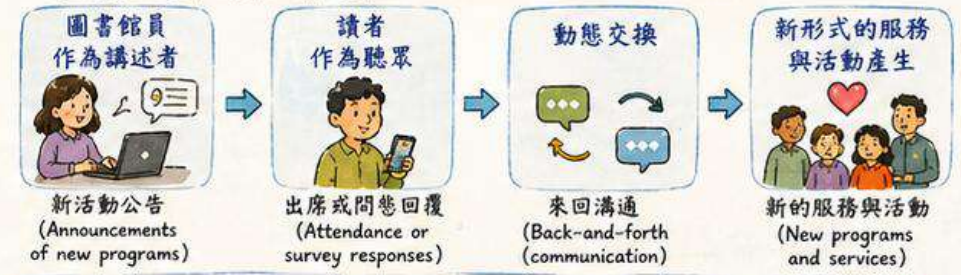 圖書館員
作為講述者
新活動公告
(Announcements
of new programs)
讀者
作為聽眾
出席或問態回覆
(Attendance or
survey responses)
動態交換
來回溝通
(Back-and-forth
(communication)
新形式的服務
與活動產生
新的服務與活動
(New programs
and services)